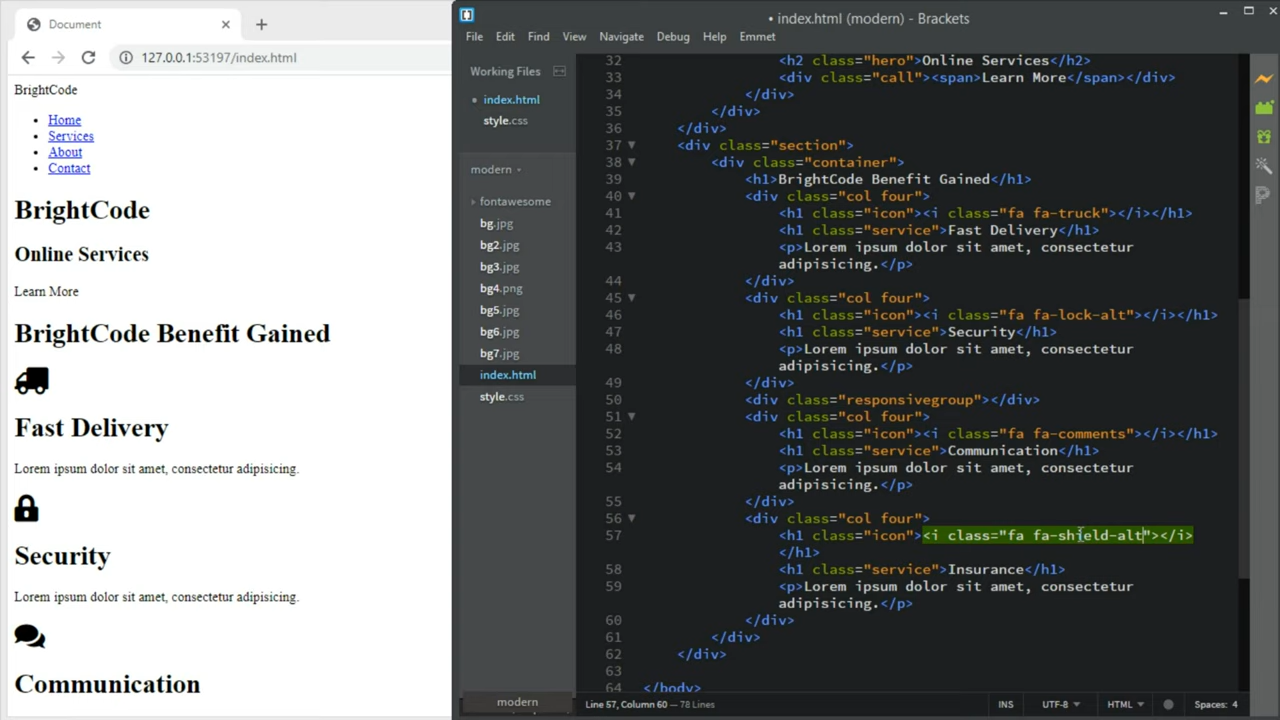 Document
127.0.0.1:53197/index.html
BrightCode
Home
Services
About
Contact
BrightCode
Online Services
Learn More
BrightCode Benefit Gained
Fast Delivery
Lorem ipsum dolor sit amet, consectetur adipisicing.
Security
Lorem ipsum dolor sit amet, consectetur adipisicing.
Communication
• index.html (modern) - Brackets
File Edit Find View Navigate Debug Help Emmet
Working Files
index.html
style.css
modern
fontawesome
bg.jpg
bg2.jpg
bg3.jpg
bg4.png
bg5.jpg
bg6.jpg
bg7.jpg
index.html
style.css
modern
32 <h2 class="hero">Online Services</h2>
33 <div class="call"><span>Learn More</span></div>
34 </div>
35 </div>
36 </div>
37 <div class="section">
38 <div class="container">
39 <h1>BrightCode Benefit Gained</h1>
40 <div class="col four">
41 <h1 class="icon"><i class="fa fa-truck"></i></h1>
42 <h1 class="service">Fast Delivery</h1>
43 <p>Lorem ipsum dolor sit amet, consectetur
adipisicing.</p>
44 </div>
45 <div class="col four">
46 <h1 class="icon"><i class="fa fa-lock-alt"></i></h1>
47 <h1 class="service">Security</h1>
48 <p>Lorem ipsum dolor sit amet, consectetur
adipisicing.</p>
49 </div>
50 <div class="responsivegroup"></div>
51 <div class="col four">
52 <h1 class="icon"><i class="fa fa-comments"></i></h1>
53 <h1 class="service">Communication</h1>
54 <p>Lorem ipsum dolor sit amet, consectetur
adipisicing.</p>
55 </div>
56 <div class="col four">
57 <h1 class="icon"><i class="fa fa-shield-alt"></i>
</h1>
58 <h1 class="service">Insurance</h1>
59 <p>Lorem ipsum dolor sit amet, consectetur
adipisicing.</p>
60 </div>
61 </div>
62 </div>
63
64 </body>
Line 57, Column 60 — 78 Lines
INS UTF-8 HTML Spaces: 4